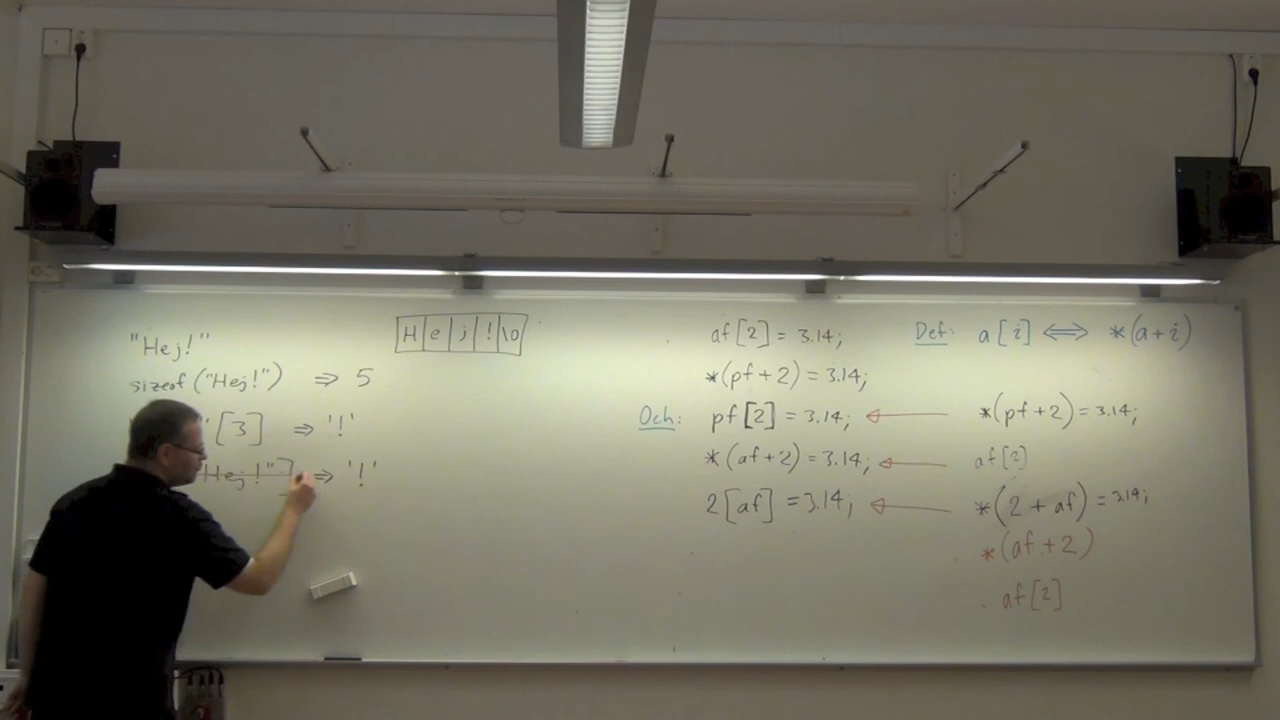 "Hej!"
sizeof ("Hej!") ⇒ 5
[3] ⇒ '!'
Hej!"] ⇒ '!'
H e j ! \0
af[2] = 3.14;
*(pf+2) = 3.14;
Och: pf[2] = 3.14;
*(af+2) = 3.14;
2[af] = 3.14;
Def: a[i] ⟺ *(a+i)
*(pf+2) = 3.14;
af[2]
*(2 + af) = 3.14;
*(af+2)
af[2]